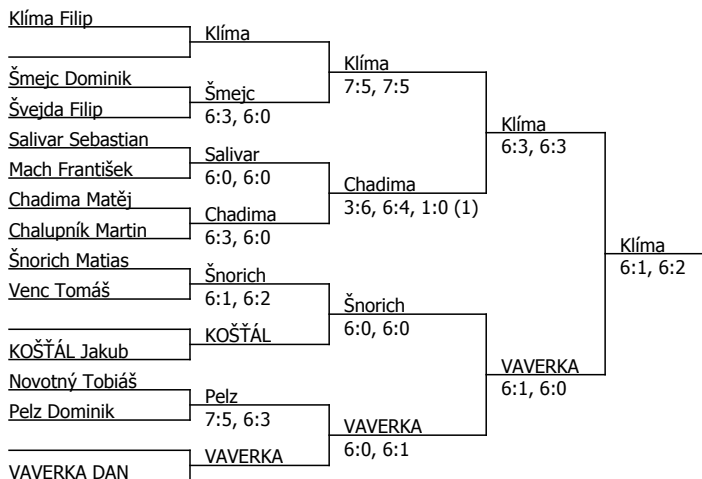 Klíma Filip
Klíma
Klíma
7:5, 7:5
Šmejc Dominik
Šmejc
6:3, 6:0
Švejda Filip
Klíma
6:3, 6:3
Salivar Sebastian
Salivar
6:0, 6:0
Mach František
Chadima
3:6, 6:4, 1:0 (1)
Chadima Matěj
Chadima
6:3, 6:0
Chalupník Martin
Klíma
6:1, 6:2
Šnorich Matias
Šnorich
6:1, 6:2
Venc Tomáš
Šnorich
6:0, 6:0
KOŠŤÁL
KOŠŤÁL Jakub
VAVERKA
6:1, 6:0
Novotný Tobiáš
Pelz
7:5, 6:3
Pelz Dominik
VAVERKA
6:0, 6:1
VAVERKA
VAVERKA DAN